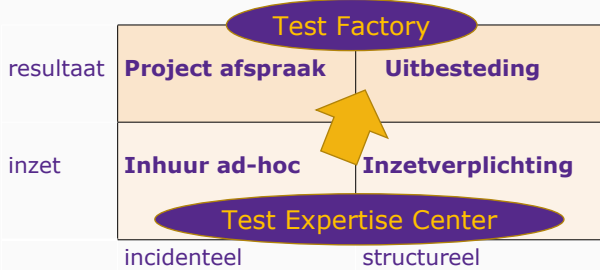 Test Factory
resultaat Project afspraak Uitbesteding
inzet Inhuur ad-hoc Inzetverplichting
Test Expertise Center
incidenteel structureel